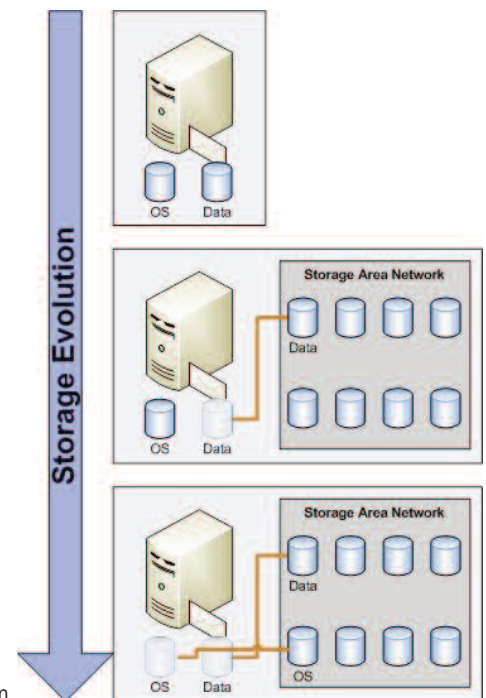 Storage Evolution
OS Data
Storage Area Network
Data
OS Data
Storage Area Network
Data
OS Data
OS